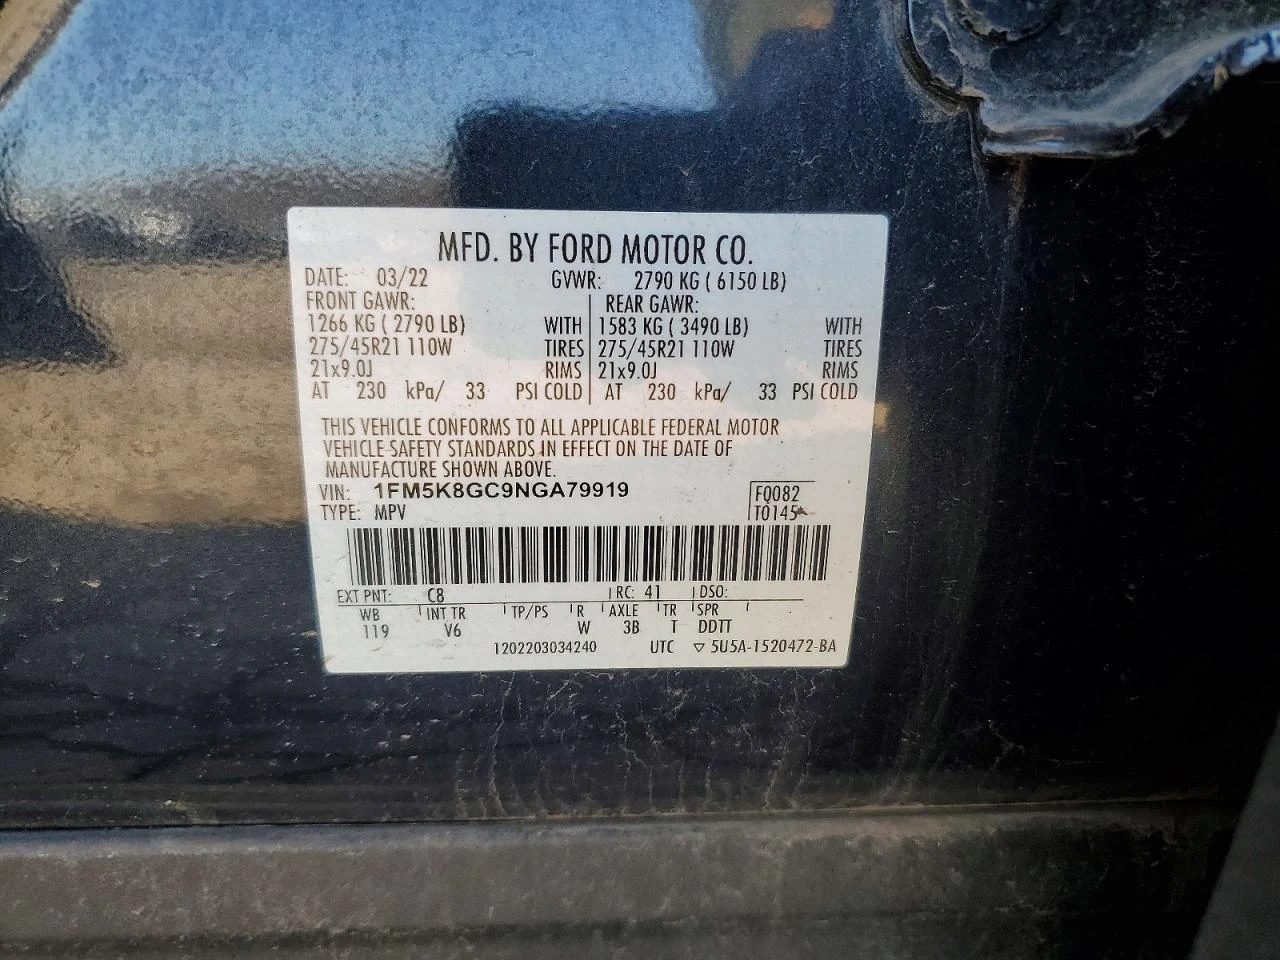 MFD. BY FORD MOTOR CO.
DATE: 03/22 GVWR: 2790 KG ( 6150 LB)
FRONT GAWR: REAR GAWR:
1266 KG ( 2790 LB) WITH 1583 KG ( 3490 LB) WITH
275/45R21 110W TIRES 275/45R21 110W TIRES
21x9.0J RIMS 21x9.0J RIMS
AT 230 kPa/ 33 PSI COLD AT 230 kPa/ 33 PSI COLD
THIS VEHICLE CONFORMS TO ALL APPLICABLE FEDERAL MOTOR
VEHICLE-SAFETY STANDARDS IN EFFECT ON THE DATE OF
MANUFACTURE SHOWN ABOVE.
VIN: 1FM5K8GC9NGA79919 F0082
TYPE: MPV T0145
EXT PNT: C8 RC: 41 DSO:
WB INT TR TP/PS R AXLE TR SPR
119 V6 W 3B T DDTT
1202203034240 UTC ▽ 5U5A-1520472-BA